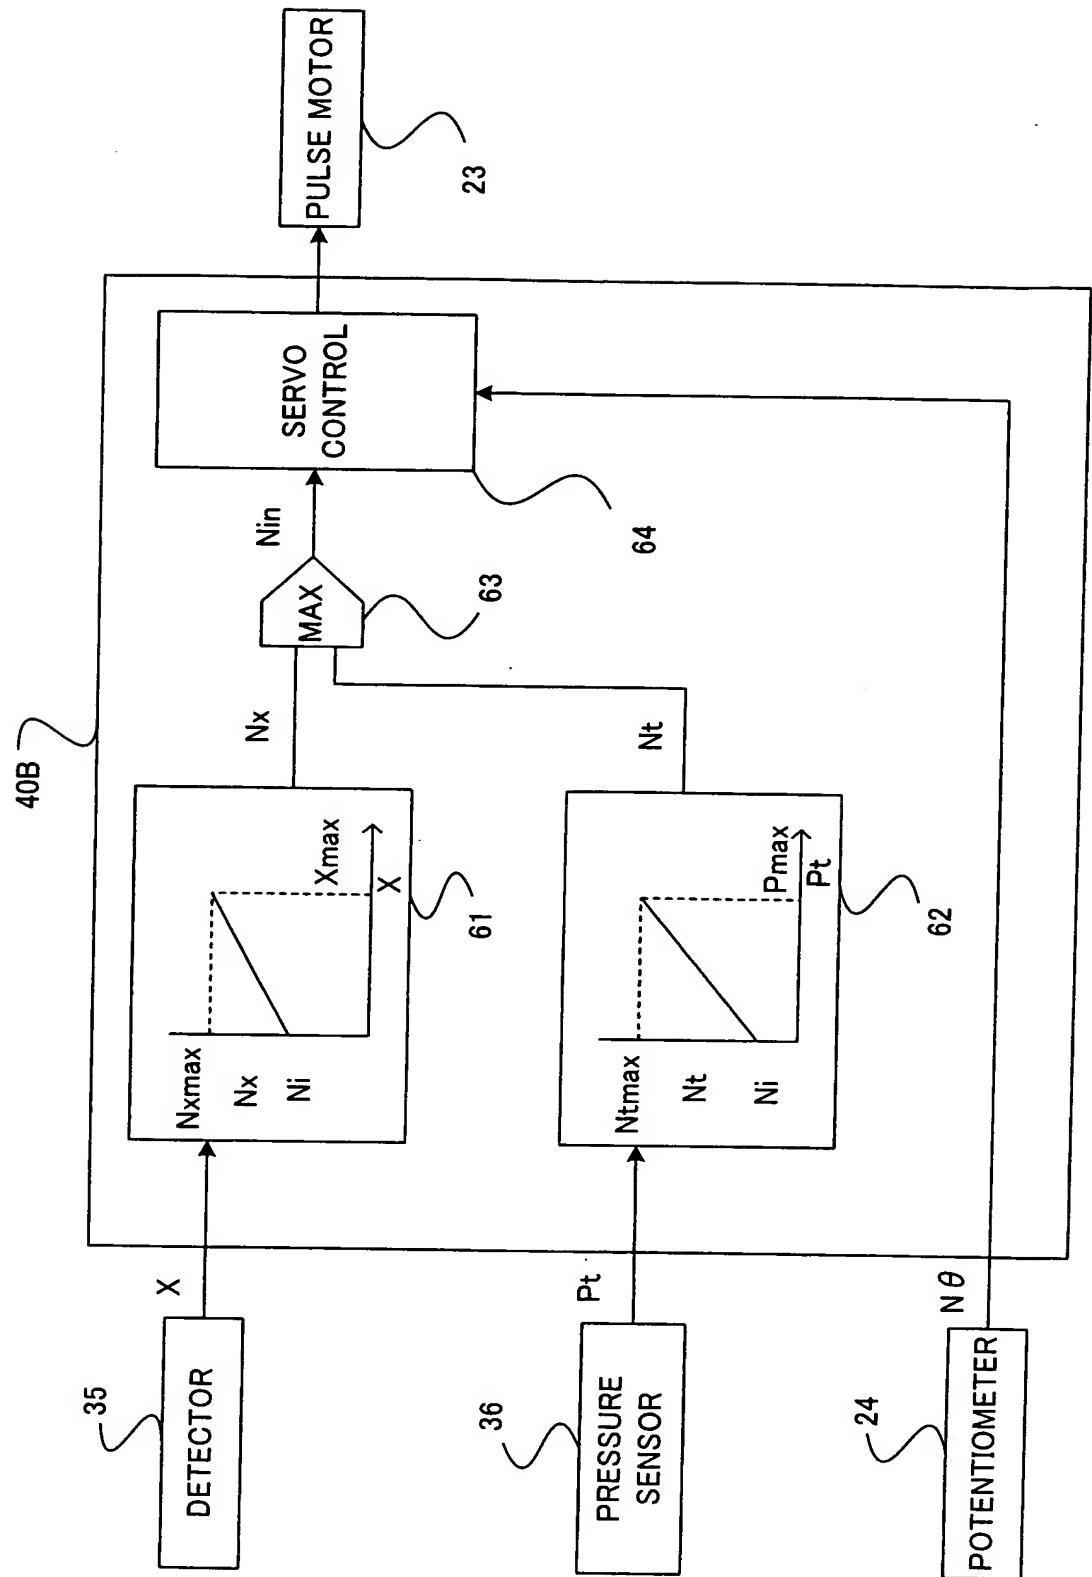 40B
35
DETECTOR
X
Nxmax
Nx
Ni
Xmax
X
61
Nx
MAX
63
Nin
SERVO
CONTROL
64
PULSE MOTOR
23
36
PRESSURE
SENSOR
Pt
Ntmax
Nt
Ni
Pmax
Pt
62
Nt
24
POTENTIOMETER
Nθ